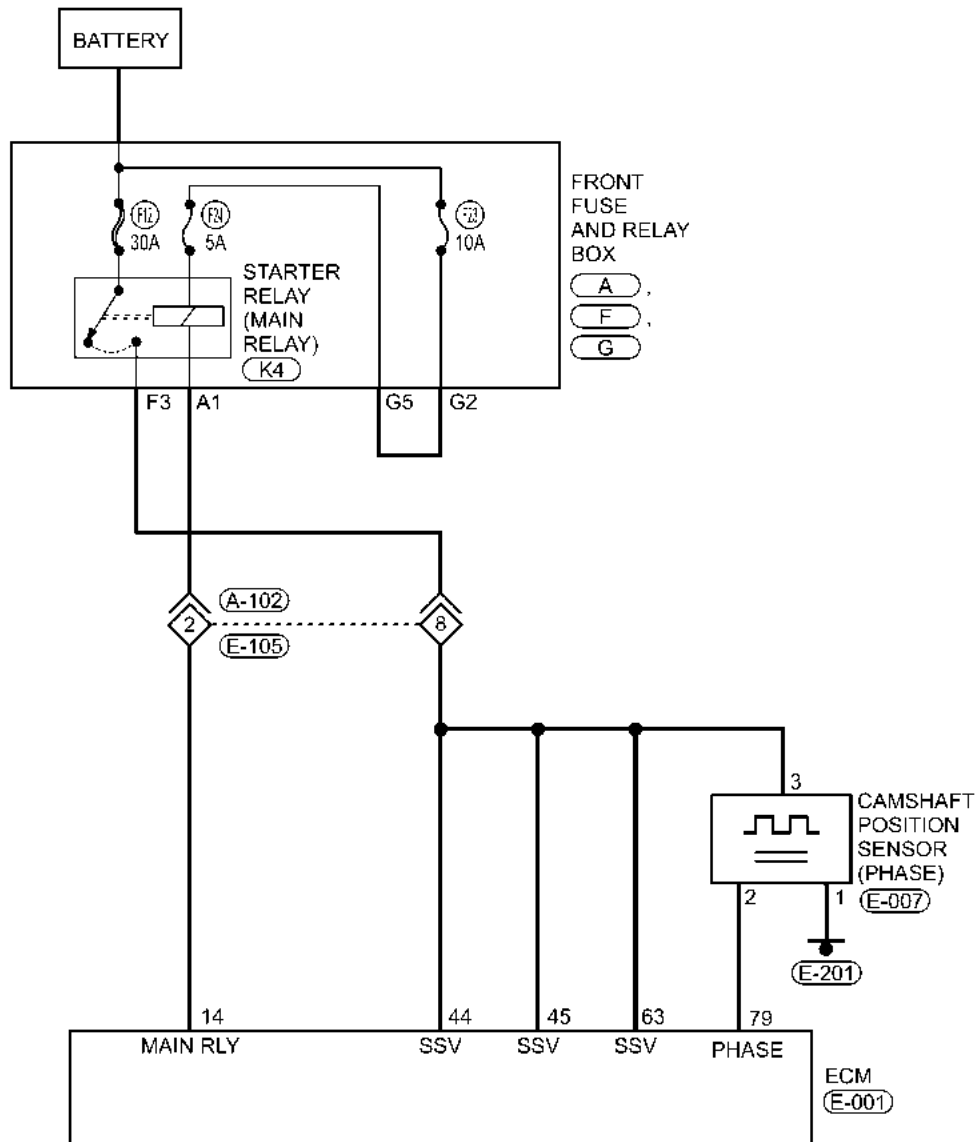 BATTERY
FRONT
FUSE
AND RELAY
BOX
A ,
F ,
G
F12
30A
F24
5A
F23
10A
STARTER
RELAY
(MAIN
RELAY)
K4
F3
A1
G5
G2
A-102
2
8
E-105
3
CAMSHAFT
POSITION
SENSOR
(PHASE)
E-007
2
1
E-201
14
44
45
63
79
MAIN RLY
SSV
SSV
SSV
PHASE
ECM
E-001